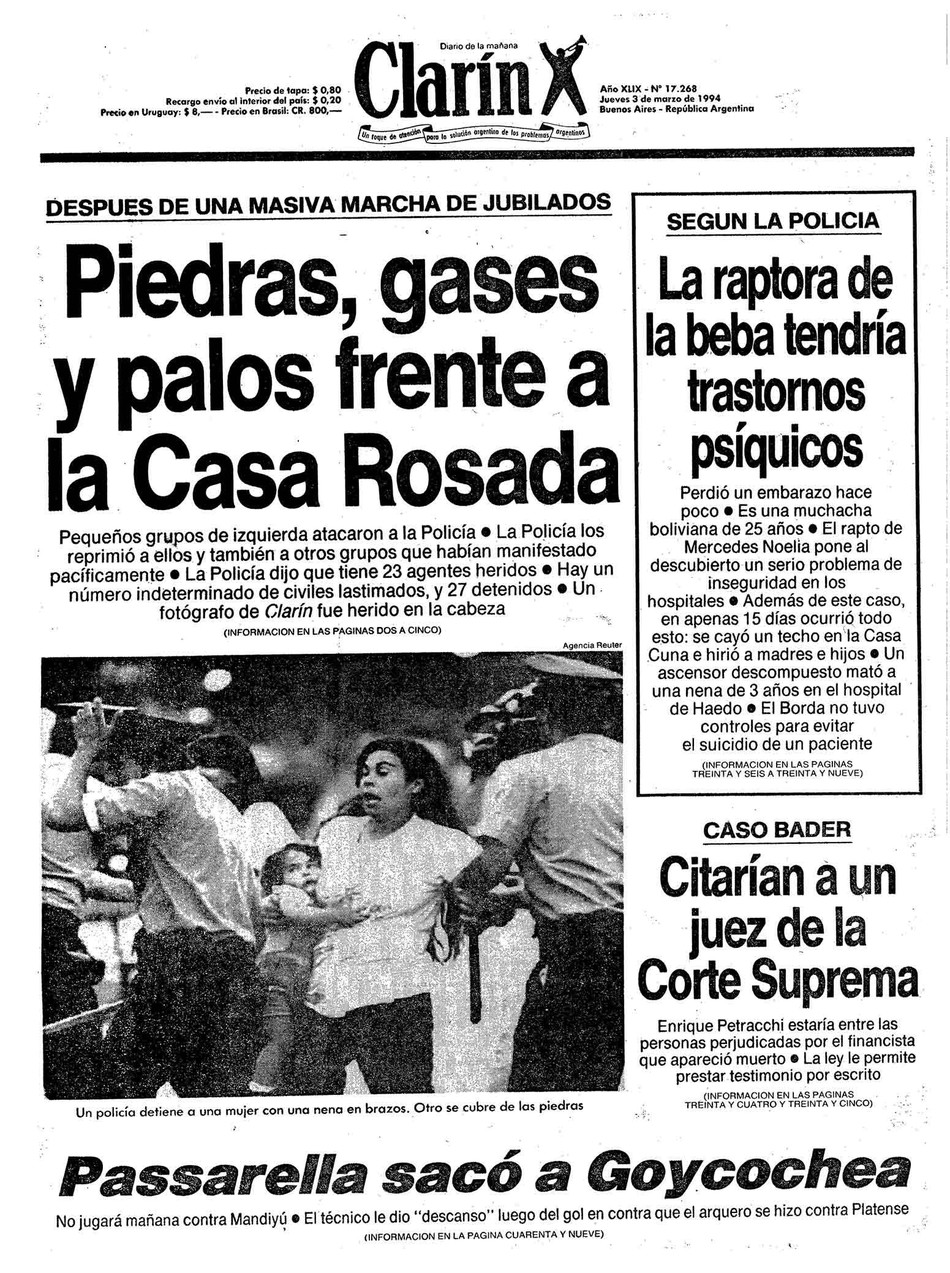 Diario de la mañana
Clarín
Un toque de atención para la solución argentina de los problemas argentinos
Precio de tapa: $ 0,80
Recargo envío al interior del país: $ 0,20
Precio en Uruguay: $ 8,— - Precio en Brasil: CR. 800,—
Año XLIX - Nº 17.268
Jueves 3 de marzo de 1994
Buenos Aires - República Argentina
DESPUES DE UNA MASIVA MARCHA DE JUBILADOS
Piedras, gases
y palos frente a
la Casa Rosada
Pequeños grupos de izquierda atacaron a la Policía ● La Policía los
reprimió a ellos y también a otros grupos que habían manifestado
pacíficamente ● La Policía dijo que tiene 23 agentes heridos ● Hay un
número indeterminado de civiles lastimados, y 27 detenidos ● Un
fotógrafo de Clarín fue herido en la cabeza
(INFORMACION EN LAS PAGINAS DOS A CINCO)
Agencia Reuter
Un policía detiene a una mujer con una nena en brazos. Otro se cubre de las piedras
SEGUN LA POLICIA
La raptora de
la beba tendría
trastornos
psíquicos
Perdió un embarazo hace
poco ● Es una muchacha
boliviana de 25 años ● El rapto de
Mercedes Noelia pone al
descubierto un serio problema de
inseguridad en los
hospitales ● Además de este caso,
en apenas 15 días ocurrió todo
esto: se cayó un techo en la Casa
Cuna e hirió a madres e hijos ● Un
ascensor descompuesto mató a
una nena de 3 años en el hospital
de Haedo ● El Borda no tuvo
controles para evitar
el suicidio de un paciente
(INFORMACION EN LAS PAGINAS
TREINTA Y SEIS A TREINTA Y NUEVE)
CASO BADER
Citarían a un
juez de la
Corte Suprema
Enrique Petracchi estaría entre las
personas perjudicadas por el financista
que apareció muerto ● La ley le permite
prestar testimonio por escrito
(INFORMACION EN LAS PAGINAS
TREINTA Y CUATRO Y TREINTA Y CINCO)
Passarella sacó a Goycochea
No jugará mañana contra Mandiyú ● El técnico le dio "descanso" luego del gol en contra que el arquero se hizo contra Platense
(INFORMACION EN LA PAGINA CUARENTA Y NUEVE)